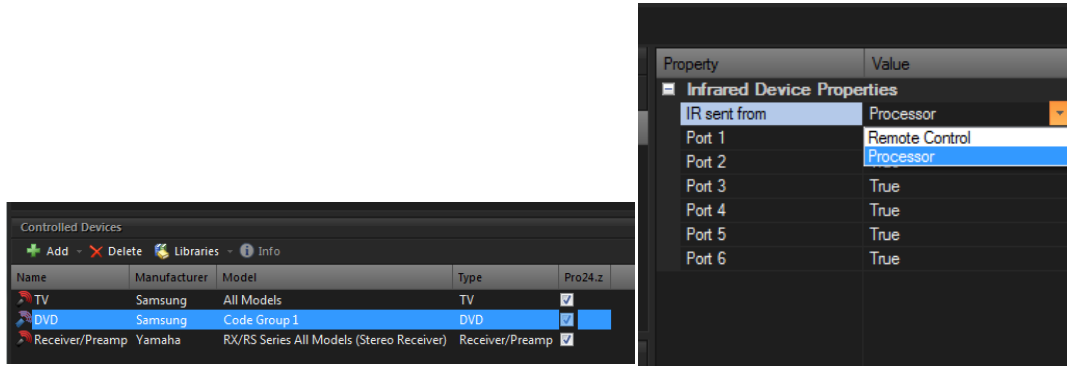 Controlled Devices
Add Delete Libraries Info
Name Manufacturer Model Type Pro24.z
TV Samsung All Models TV
DVD Samsung Code Group 1 DVD
Receiver/Preamp Yamaha RX/RS Series All Models (Stereo Receiver) Receiver/Preamp
Property Value
Infrared Device Properties
IR sent from Processor
Port 1 Remote Control
Processor
Port 2
Port 3 True
Port 4 True
Port 5 True
Port 6 True